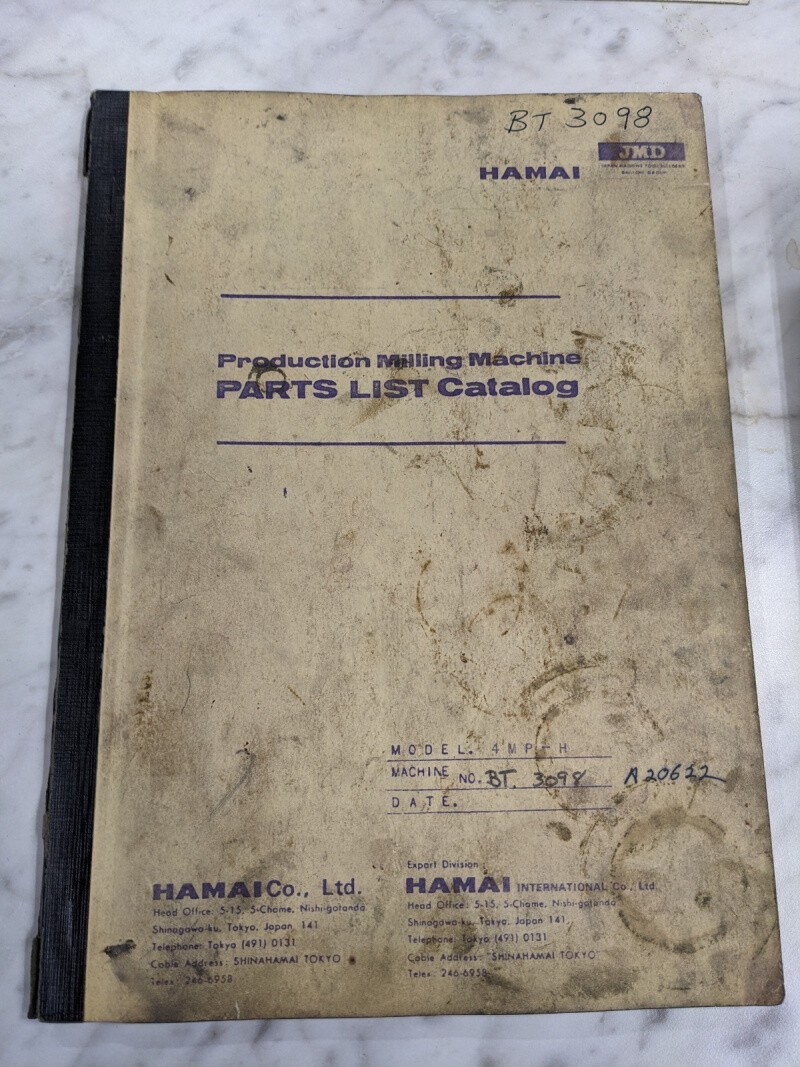 BT 3098
JMD
HAMAI
Production Milling Machine
PARTS LIST Catalog
MODEL. 4MP-H
MACHINE NO. BT. 3098 A20622
DATE.
HAMAI Co., Ltd.
Head Office: 5-15, 5-Chome, Nishi-gotanda
Shinagawa-ku, Tokyo, Japan 141
Telephone: Tokyo (491) 0131
Cable Address: SHINAHAMAI TOKYO
Telex: 246-6958
Export Division:
HAMAI INTERNATIONAL Co., Ltd.
Head Office: 5-15, 5-Chome, Nishi-gotanda
Shinagawa-ku, Tokyo, Japan 141
Telephone: Tokyo (491) 0131
Cable Address: "SHINAHAMAI TOKYO"
Telex: 246-6958